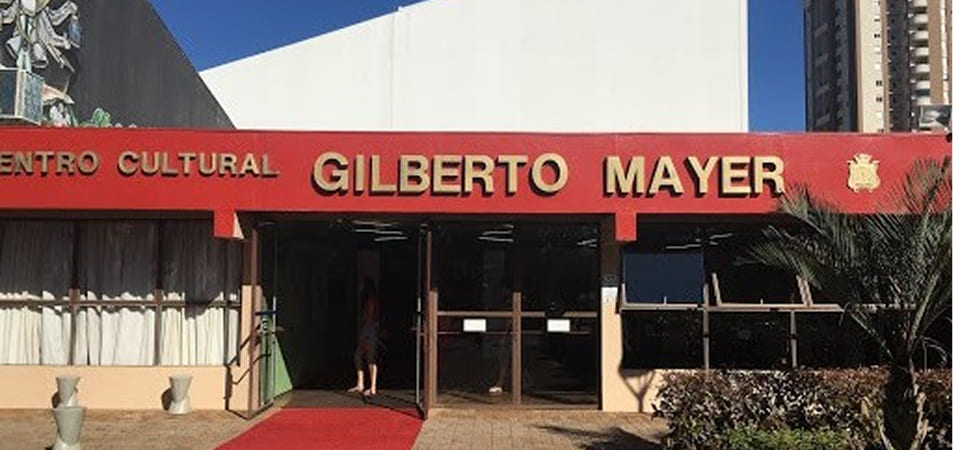 ENTRO CULTURAL GILBERTO MAYER